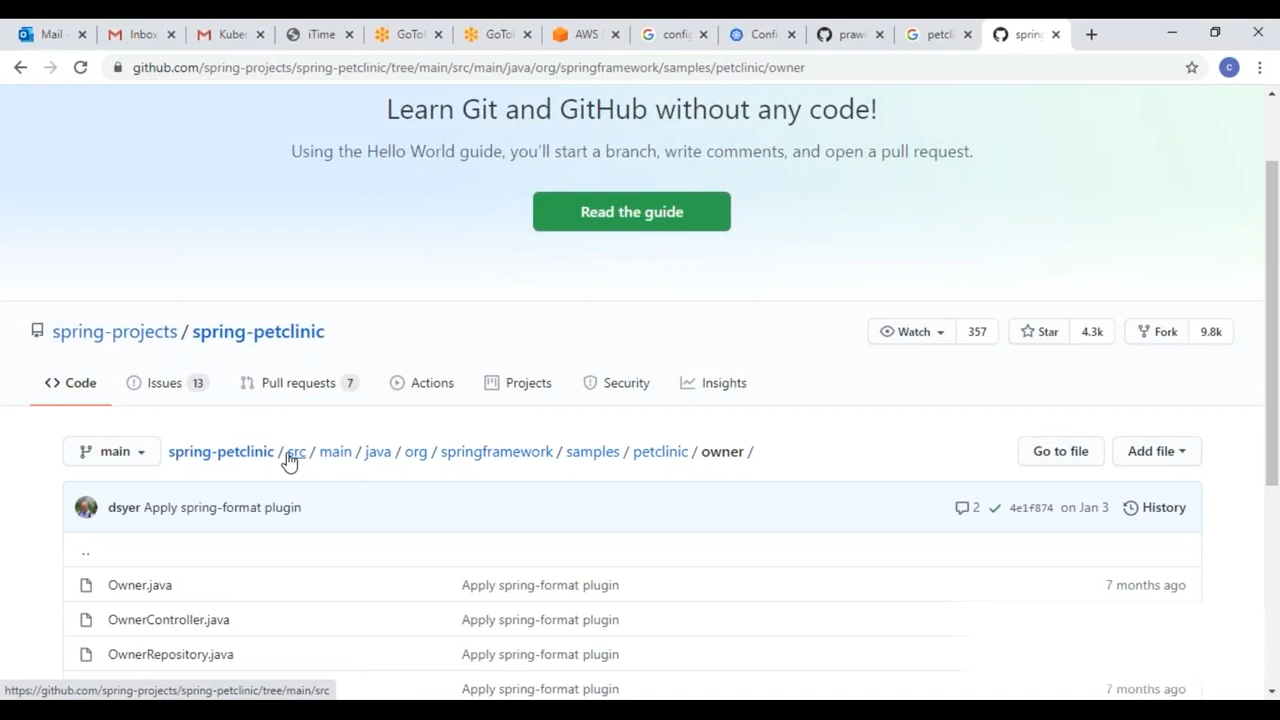 Mail
Inbox
Kube
iTime
GoTo
GoTo
AWS
config
Confi
prawi
petcli
spring
github.com/spring-projects/spring-petclinic/tree/main/src/main/java/org/springframework/samples/petclinic/owner
C
Learn Git and GitHub without any code!
Using the Hello World guide, you'll start a branch, write comments, and open a pull request.
Read the guide
spring-projects / spring-petclinic
Watch 357
Star 4.3k
Fork 9.8k
<> Code
Issues 13
Pull requests 7
Actions
Projects
Security
Insights
main
spring-petclinic / src / main / java / org / springframework / samples / petclinic / owner /
Go to file
Add file
dsyer Apply spring-format plugin
2 4e1f874 on Jan 3 History
..
Owner.java Apply spring-format plugin 7 months ago
OwnerController.java Apply spring-format plugin
OwnerRepository.java Apply spring-format plugin
Apply spring-format plugin 7 months ago
https://github.com/spring-projects/spring-petclinic/tree/main/src